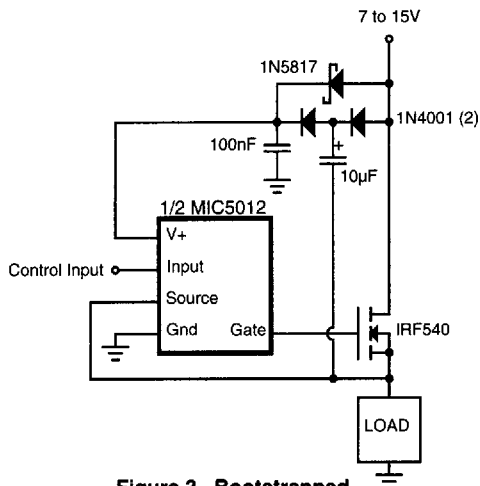 7 to 15V
1N5817
1N4001 (2)
100nF
+
10µF
1/2 MIC5012
V+
Control Input
Input
Source
Gnd
Gate
IRF540
LOAD
Figure 3. Bootstrapped